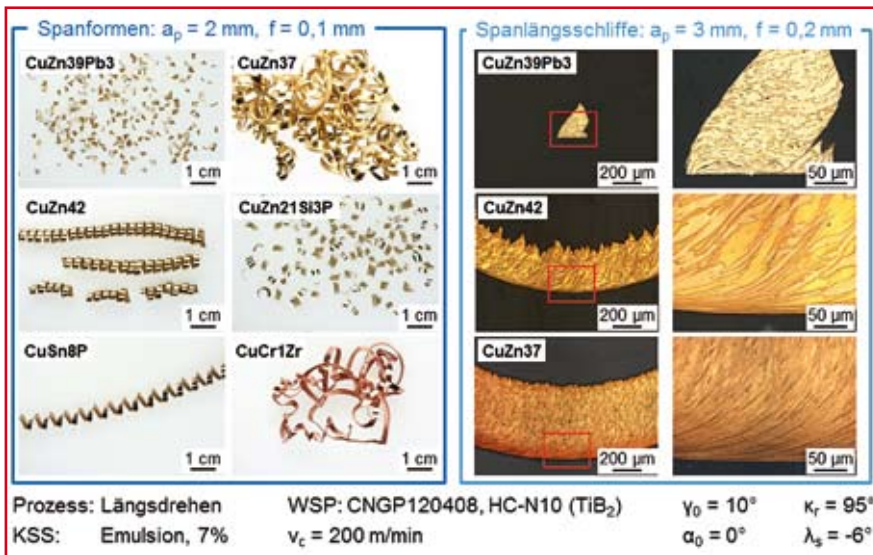 Spanformen: aₚ = 2 mm, f = 0,1 mm
CuZn39Pb3
1 cm
CuZn37
1 cm
CuZn42
1 cm
CuZn21Si3P
1 cm
CuSn8P
1 cm
CuCr1Zr
1 cm
Spanlängsschliffe: aₚ = 3 mm, f = 0,2 mm
CuZn39Pb3
200 µm
50 µm
CuZn42
200 µm
50 µm
CuZn37
200 µm
50 µm
Prozess: Längsdrehen WSP: CNGP120408, HC-N10 (TiB₂) γ₀ = 10° κᵣ = 95°
KSS: Emulsion, 7% v꜀ = 200 m/min α₀ = 0° λₛ = -6°